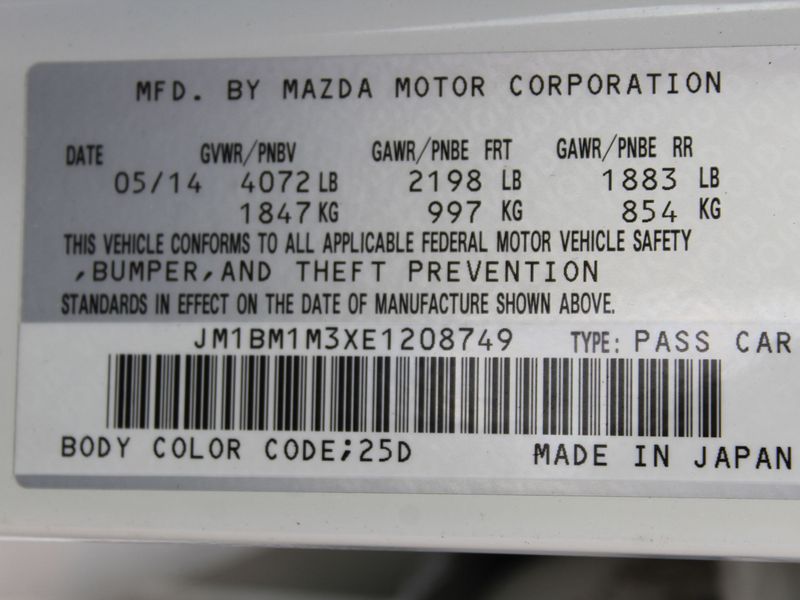 MFD. BY MAZDA MOTOR CORPORATION
DATE GVWR/PNBV GAWR/PNBE FRT GAWR/PNBE RR
05/14 4072 LB 2198 LB 1883 LB
1847 KG 997 KG 854 KG
THIS VEHICLE CONFORMS TO ALL APPLICABLE FEDERAL MOTOR VEHICLE SAFETY
,BUMPER,AND THEFT PREVENTION
STANDARDS IN EFFECT ON THE DATE OF MANUFACTURE SHOWN ABOVE.
JM1BM1M3XE1208749 TYPE: PASS CAR
BODY COLOR CODE;25D MADE IN JAPAN